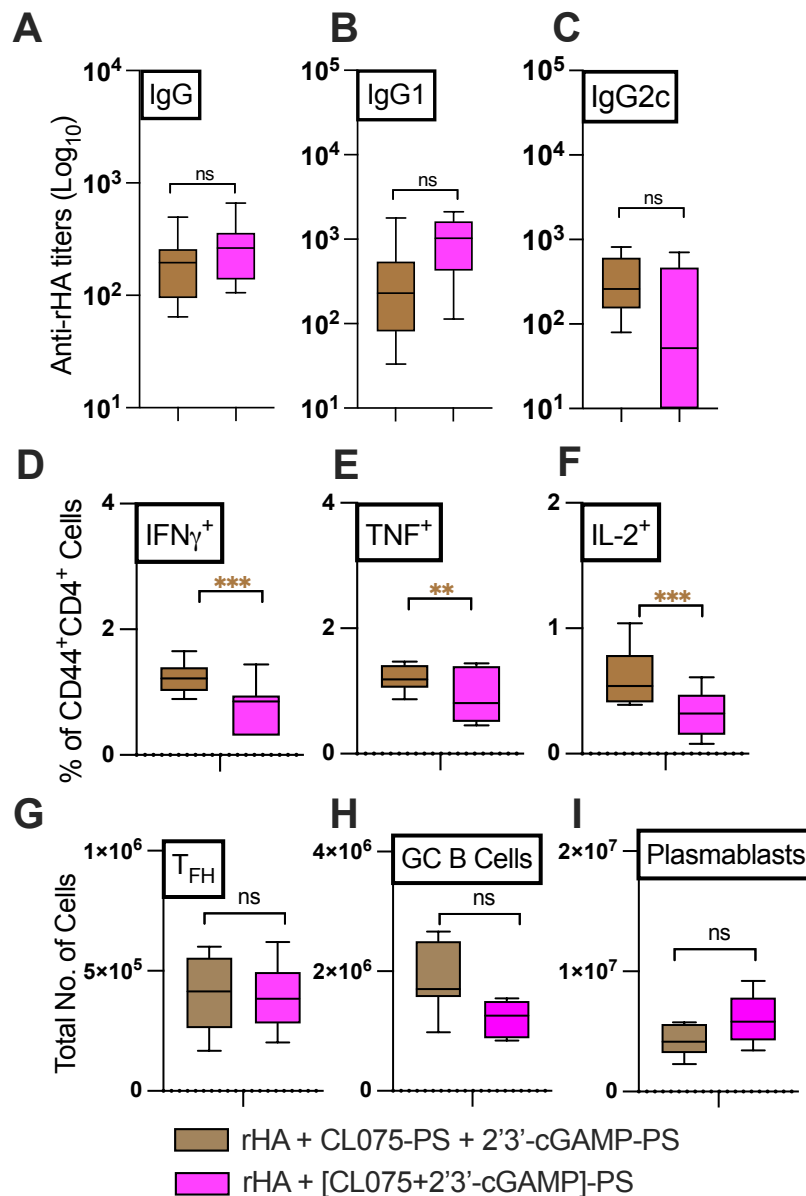 A
B
C
Anti-rHA titers (Log10)
10⁴
10³
10²
10¹
IgG
ns
10⁵
10⁴
10³
10²
10¹
IgG1
ns
10⁵
10⁴
10³
10²
10¹
IgG2c
ns
D
E
F
% of CD44⁺CD4⁺ Cells
4
2
0
IFNγ⁺
***
4
2
0
TNF⁺
**
2
1
0
IL-2⁺
***
G
H
I
Total No. of Cells
1×10⁶
5×10⁵
0
TFH
ns
4×10⁶
2×10⁶
0
GC B Cells
ns
2×10⁷
1×10⁷
0
Plasmablasts
ns
rHA + CL075-PS + 2'3'-cGAMP-PS
rHA + [CL075+2'3'-cGAMP]-PS